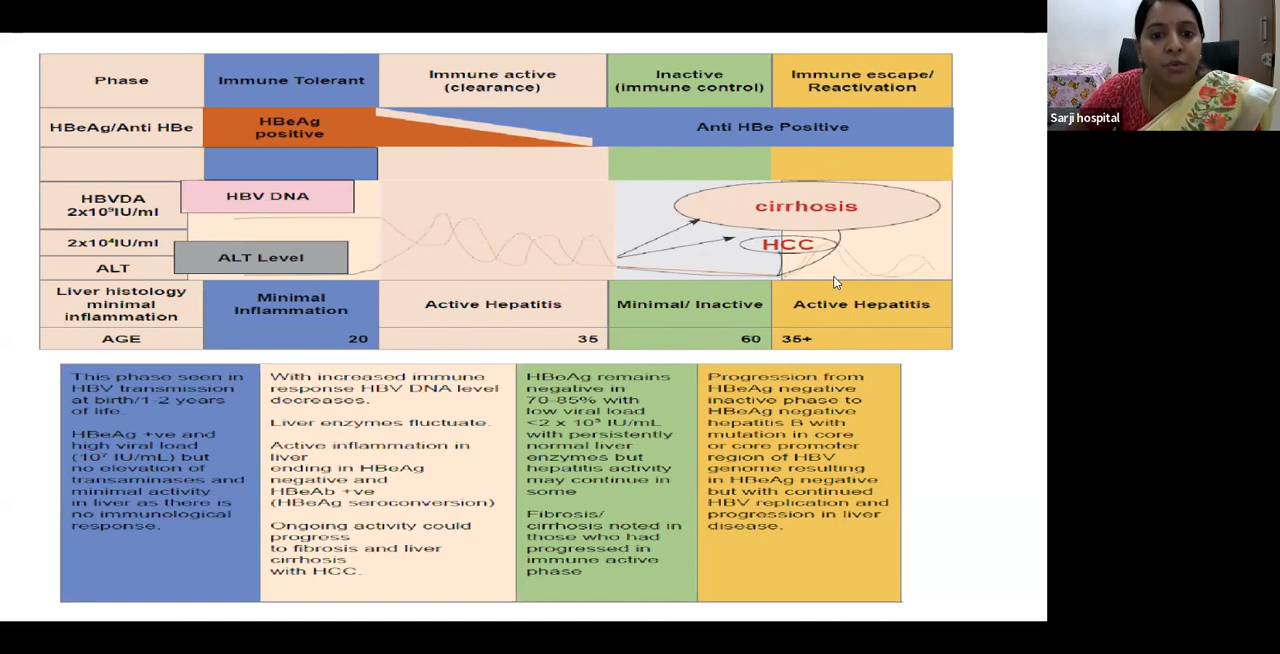 Phase
Immune Tolerant
Immune active
(clearance)
Inactive
(immune control)
Immune escape/
Reactivation
HBeAg/Anti HBe
HBeAg
positive
Anti HBe Positive
HBVDA
2x10⁹IU/ml
HBV DNA
cirrhosis
2x10⁴IU/ml
HCC
ALT Level
ALT
Liver histology
minimal
inflammation
Minimal
Inflammation
Active Hepatitis
Minimal/ Inactive
Active Hepatitis
AGE
20
35
60
35+
This phase seen in
HBV transmission
at birth/1-2 years
of life.
HBeAg +ve and
high viral load
(10⁷ IU/mL) but
no elevation of
transaminases and
minimal activity
in liver as there is
no immunological
response.
With increased immune
response HBV DNA level
decreases.
Liver enzymes fluctuate.
Active inflammation in
liver
ending in HBeAg
negative and
HBeAb +ve
(HBeAg seroconversion)
Ongoing activity could
progress
to fibrosis and liver
cirrhosis
with HCC.
HBeAg remains
negative in
70-85% with
low viral load
<2 x 10³ IU/mL
with persistently
normal liver
enzymes but
hepatitis activity
may continue in
some
Fibrosis/
cirrhosis noted in
those who had
progressed in
immune active
phase
Progression from
HBeAg negative
inactive phase to
HBeAg negative
hepatitis B with
mutation in core
or core promoter
region of HBV
genome resulting
in HBeAg negative
but with continued
HBV replication and
progression in liver
disease.
Sarji hospital